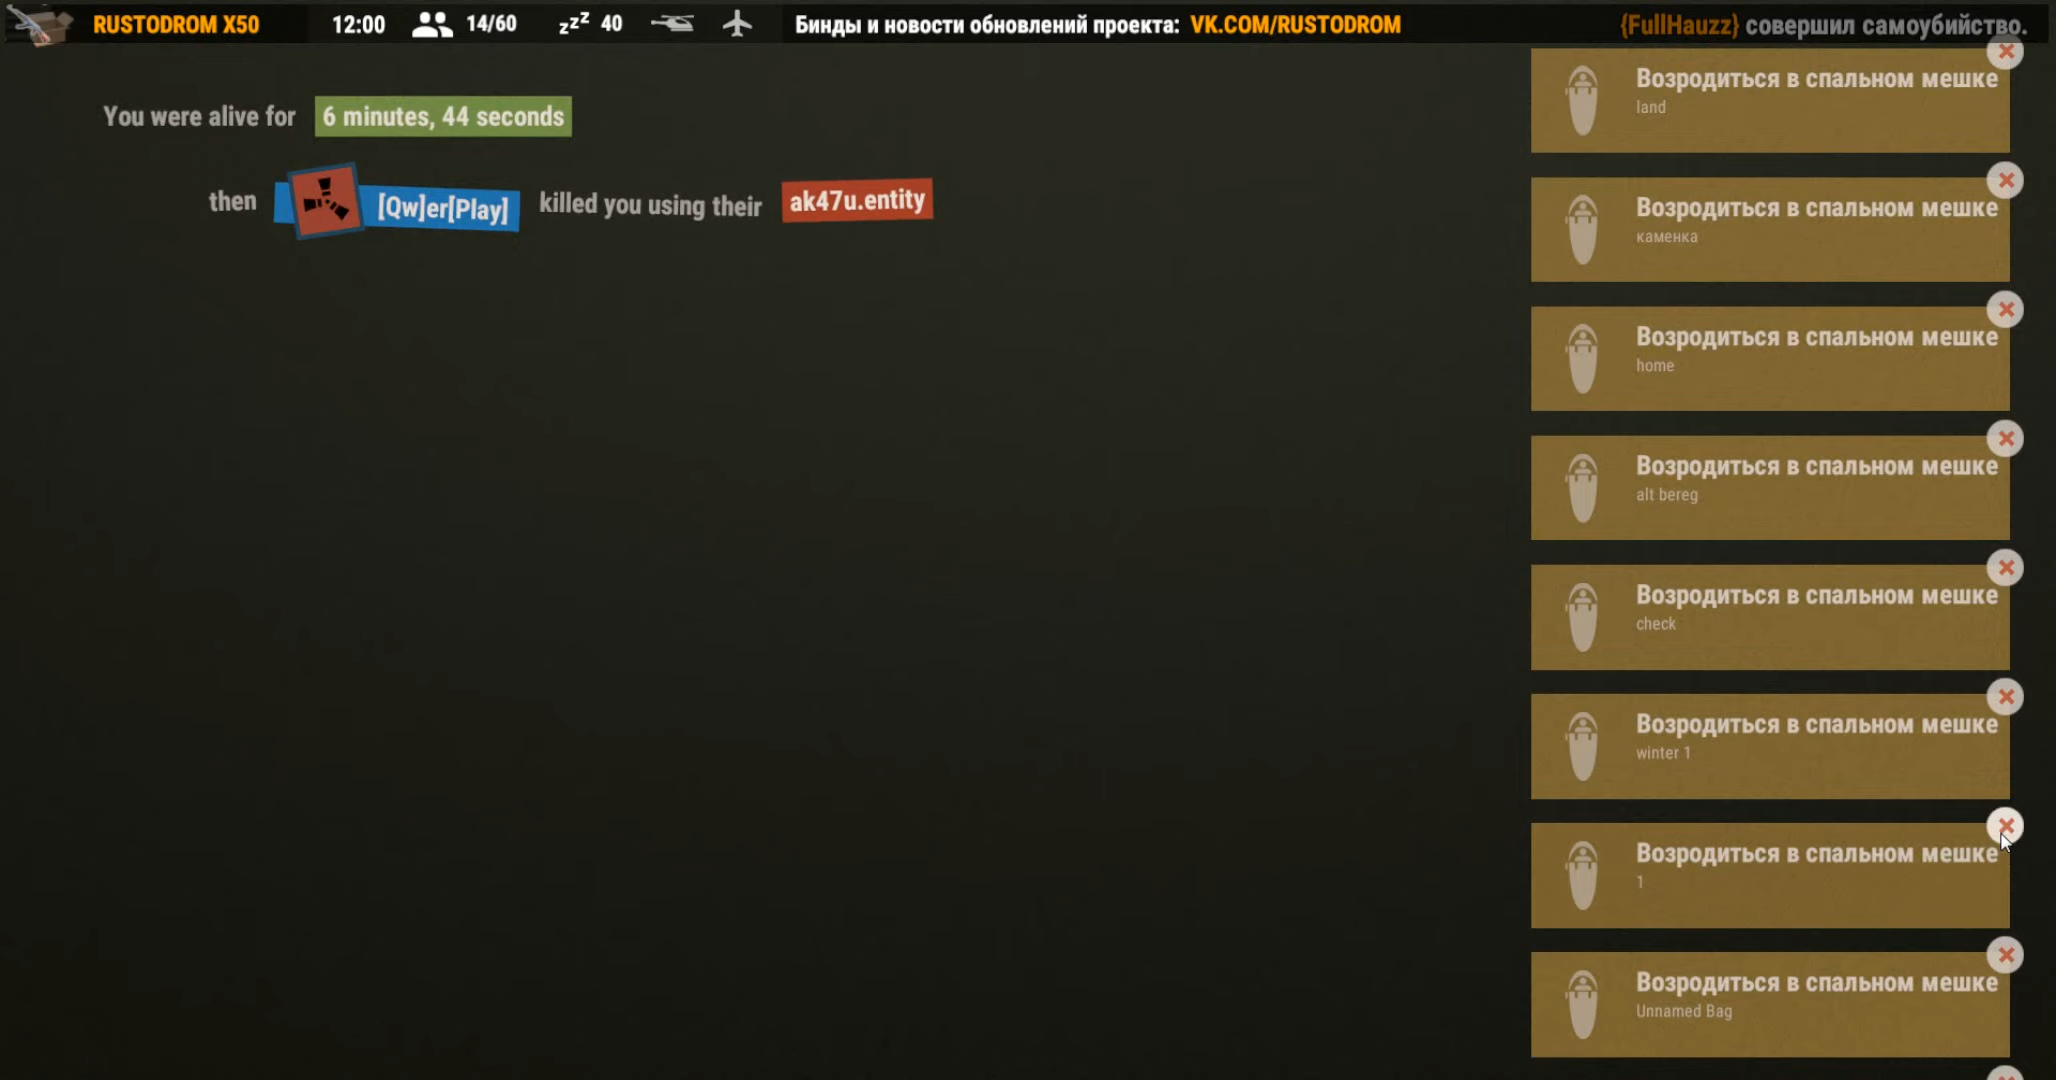 RUSTODROM X50 12:00 14/60 zzz 40 Бинды и новости обновлений проекта: VK.COM/RUSTODROM {FullHauzz} совершил самоубийство.
You were alive for 6 minutes, 44 seconds
then [Qw]er[Play] killed you using their ak47u.entity
Возродиться в спальном мешке
land
Возродиться в спальном мешке
каменка
Возродиться в спальном мешке
home
Возродиться в спальном мешке
alt bereg
Возродиться в спальном мешке
check
Возродиться в спальном мешке
winter 1
Возродиться в спальном мешке
1
Возродиться в спальном мешке
Unnamed Bag